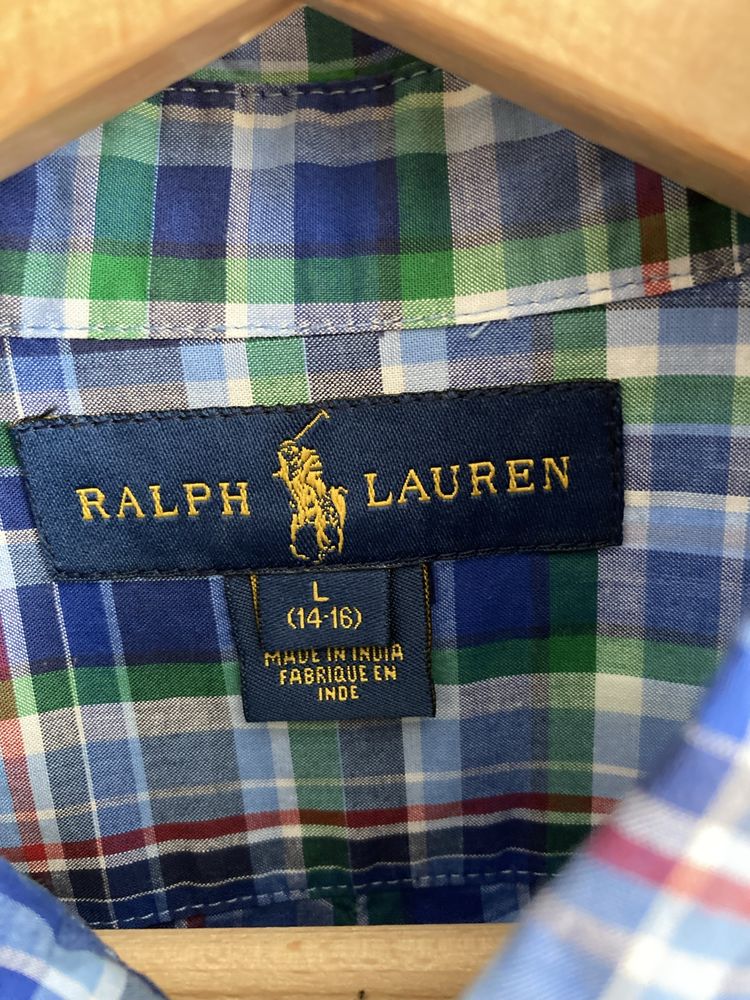 RALPH LAUREN
L
(14-16)
MADE IN INDIA
FABRIQUE EN
INDE